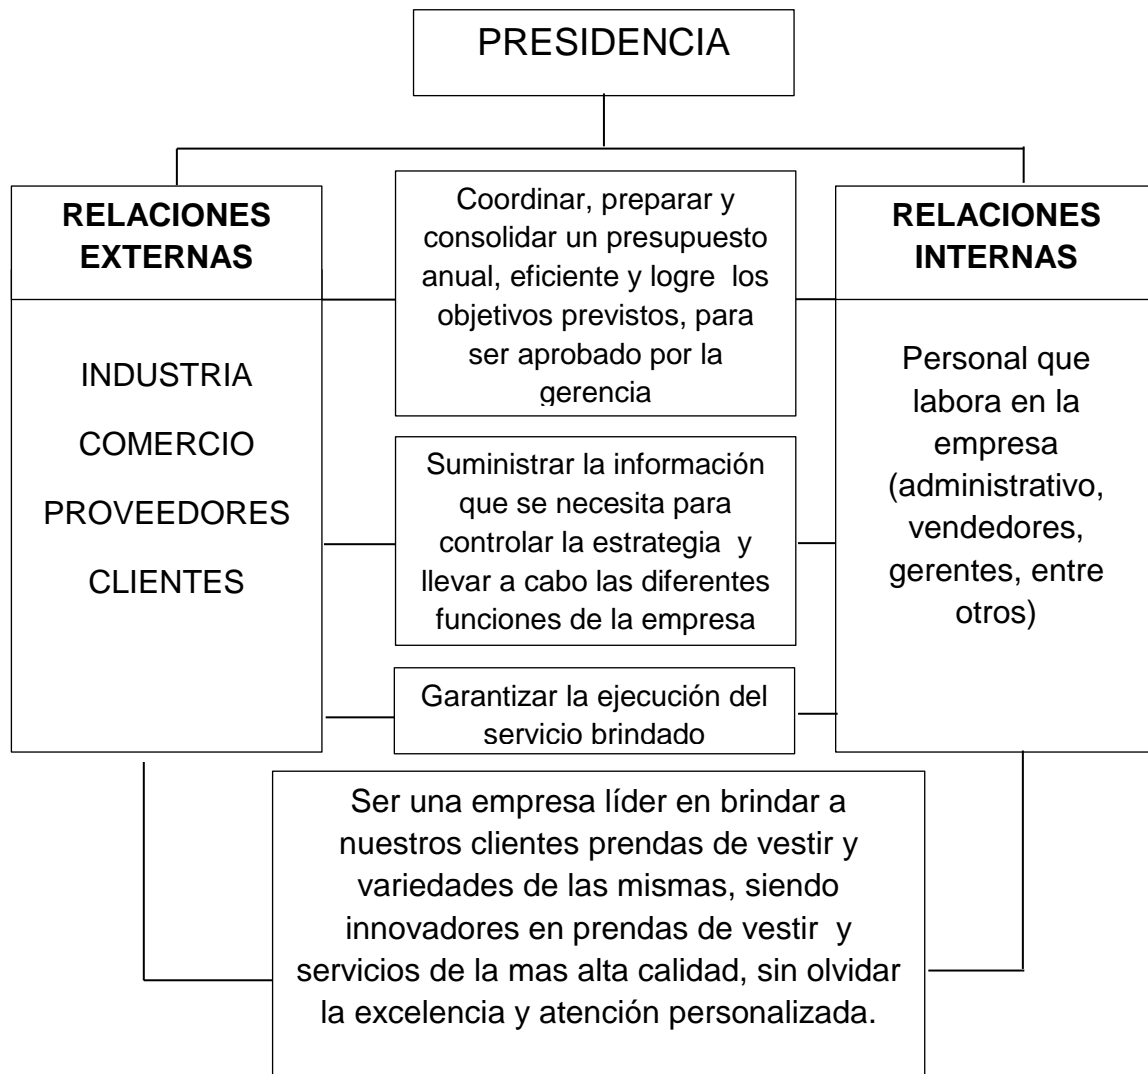 PRESIDENCIA
RELACIONES
EXTERNAS
INDUSTRIA
COMERCIO
PROVEEDORES
CLIENTES
Coordinar, preparar y
consolidar un presupuesto
anual, eficiente y logre los
objetivos previstos, para
ser aprobado por la
gerencia
Suministrar la información
que se necesita para
controlar la estrategia y
llevar a cabo las diferentes
funciones de la empresa
Garantizar la ejecución del
servicio brindado
RELACIONES
INTERNAS
Personal que
labora en la
empresa
(administrativo,
vendedores,
gerentes, entre
otros)
Ser una empresa líder en brindar a
nuestros clientes prendas de vestir y
variedades de las mismas, siendo
innovadores en prendas de vestir y
servicios de la mas alta calidad, sin olvidar
la excelencia y atención personalizada.